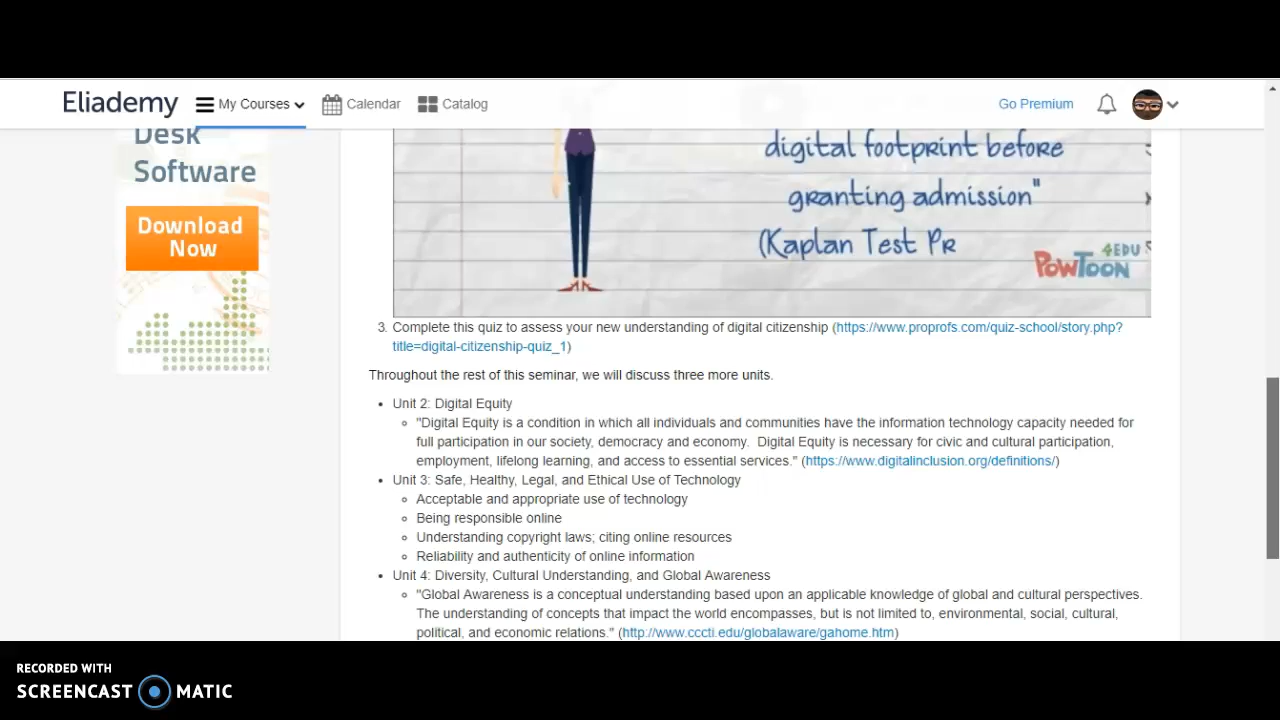 Eliademy My Courses Calendar Catalog Go Premium
Desk
Software
Download
Now
digital footprint before
granting admission"
(Kaplan Test Pr
4EDU
PowToon
3. Complete this quiz to assess your new understanding of digital citizenship (https://www.proprofs.com/quiz-school/story.php?
title=digital-citizenship-quiz_1)
Throughout the rest of this seminar, we will discuss three more units.
Unit 2: Digital Equity
"Digital Equity is a condition in which all individuals and communities have the information technology capacity needed for
full participation in our society, democracy and economy. Digital Equity is necessary for civic and cultural participation,
employment, lifelong learning, and access to essential services." (https://www.digitalinclusion.org/definitions/)
Unit 3: Safe, Healthy, Legal, and Ethical Use of Technology
Acceptable and appropriate use of technology
Being responsible online
Understanding copyright laws; citing online resources
Reliability and authenticity of online information
Unit 4: Diversity, Cultural Understanding, and Global Awareness
"Global Awareness is a conceptual understanding based upon an applicable knowledge of global and cultural perspectives.
The understanding of concepts that impact the world encompasses, but is not limited to, environmental, social, cultural,
political, and economic relations." (http://www.cccti.edu/globalaware/gahome.htm)
RECORDED WITH
SCREENCAST MATIC